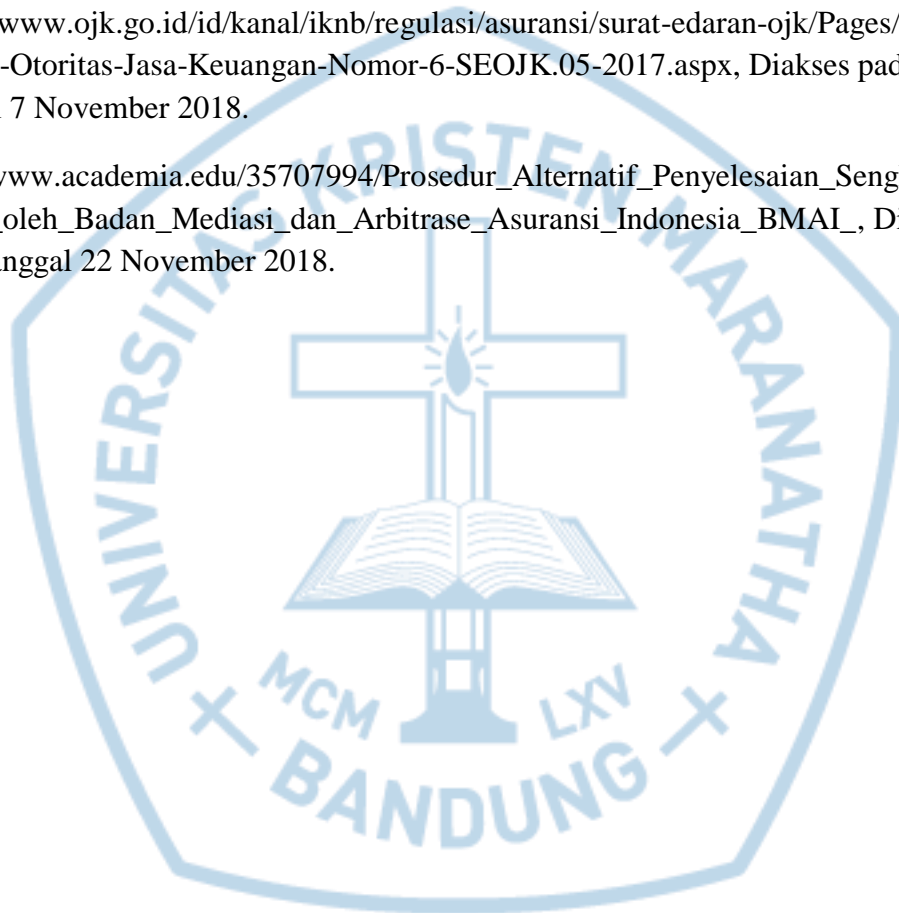 www.ojk.go.id/id/kanal/iknb/regulasi/asuransi/surat-edaran-ojk/Pages/
-Otoritas-Jasa-Keuangan-Nomor-6-SEOJK.05-2017.aspx, Diakses pad
7 November 2018.
www.academia.edu/35707994/Prosedur_Alternatif_Penyelesaian_Seng
_oleh_Badan_Mediasi_dan_Arbitrase_Asuransi_Indonesia_BMAI_, Di
anggal 22 November 2018.
UNIVERSITAS KRISTEN MARANATHA
MCM LXV
BANDUNG